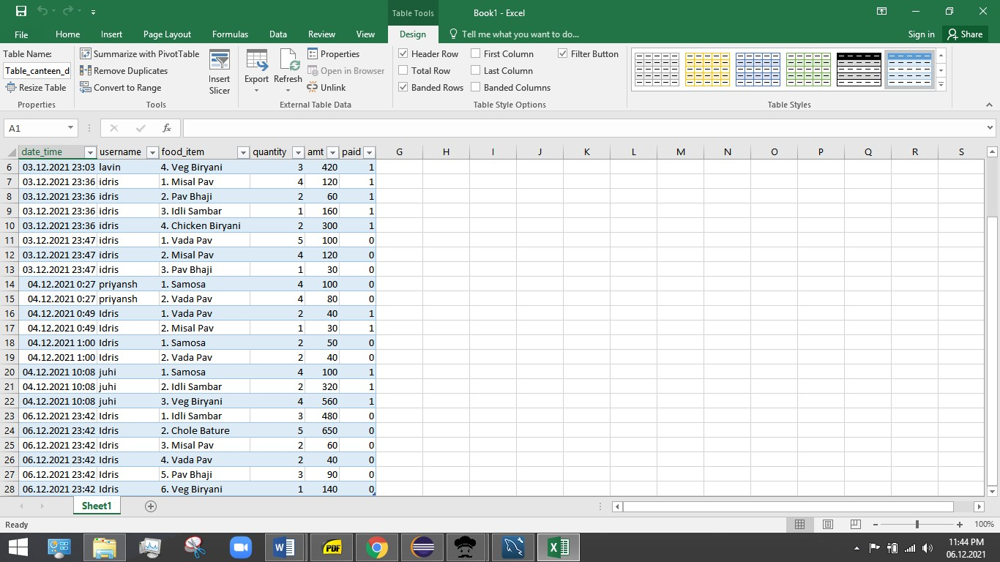 Table Tools
Book1 - Excel
File Home Insert Page Layout Formulas Data Review View Design Tell me what you want to do... Sign in Share
Table Name:
Table_canteen_d
Resize Table
Properties
Summarize with PivotTable
Remove Duplicates
Convert to Range
Tools
Insert
Slicer
Export
Refresh
Properties
Open in Browser
Unlink
External Table Data
Header Row First Column Filter Button
Total Row Last Column
Banded Rows Banded Columns
Table Style Options
Table Styles
A1 fx
date_time username food_item quantity amt paid G H I J K L M N O P Q R S
6 03.12.2021 23:03 lavin 4. Veg Biryani 3 420 1
7 03.12.2021 23:36 idris 1. Misal Pav 4 120 1
8 03.12.2021 23:36 idris 2. Pav Bhaji 2 60 1
9 03.12.2021 23:36 idris 3. Idli Sambar 1 160 1
10 03.12.2021 23:36 idris 4. Chicken Biryani 2 300 1
11 03.12.2021 23:47 idris 1. Vada Pav 5 100 0
12 03.12.2021 23:47 idris 2. Misal Pav 4 120 0
13 03.12.2021 23:47 idris 3. Pav Bhaji 1 30 0
14 04.12.2021 0:27 priyansh 1. Samosa 4 100 0
15 04.12.2021 0:27 priyansh 2. Vada Pav 4 80 0
16 04.12.2021 0:49 Idris 1. Vada Pav 2 40 1
17 04.12.2021 0:49 Idris 2. Misal Pav 1 30 1
18 04.12.2021 1:00 Idris 1. Samosa 2 50 0
19 04.12.2021 1:00 Idris 2. Vada Pav 2 40 0
20 04.12.2021 10:08 juhi 1. Samosa 4 100 1
21 04.12.2021 10:08 juhi 2. Idli Sambar 2 320 1
22 04.12.2021 10:08 juhi 3. Veg Biryani 4 560 1
23 06.12.2021 23:42 Idris 1. Idli Sambar 3 480 0
24 06.12.2021 23:42 Idris 2. Chole Bature 5 650 0
25 06.12.2021 23:42 Idris 3. Misal Pav 2 60 0
26 06.12.2021 23:42 Idris 4. Vada Pav 2 40 0
27 06.12.2021 23:42 Idris 5. Pav Bhaji 3 90 0
28 06.12.2021 23:42 Idris 6. Veg Biryani 1 140 0
Sheet1
Ready 100%
W PDF X
11:44 PM
06.12.2021